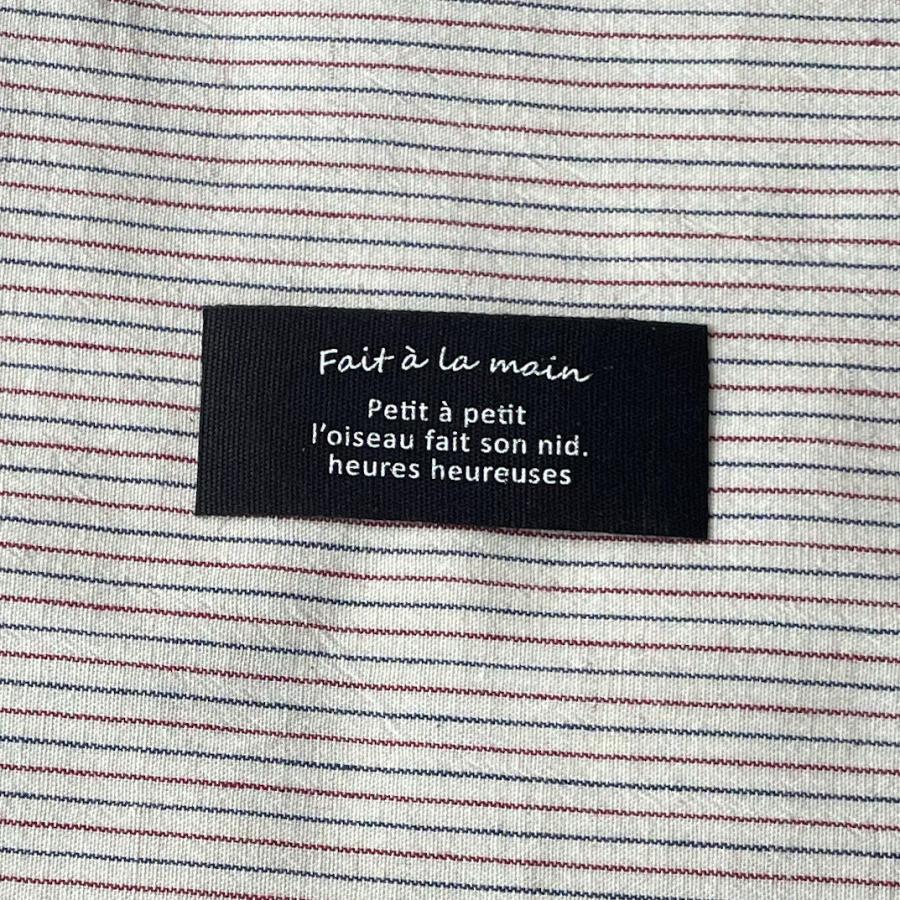 Fait à la main
Petit à petit
l'oiseau fait son nid.
heures heureuses